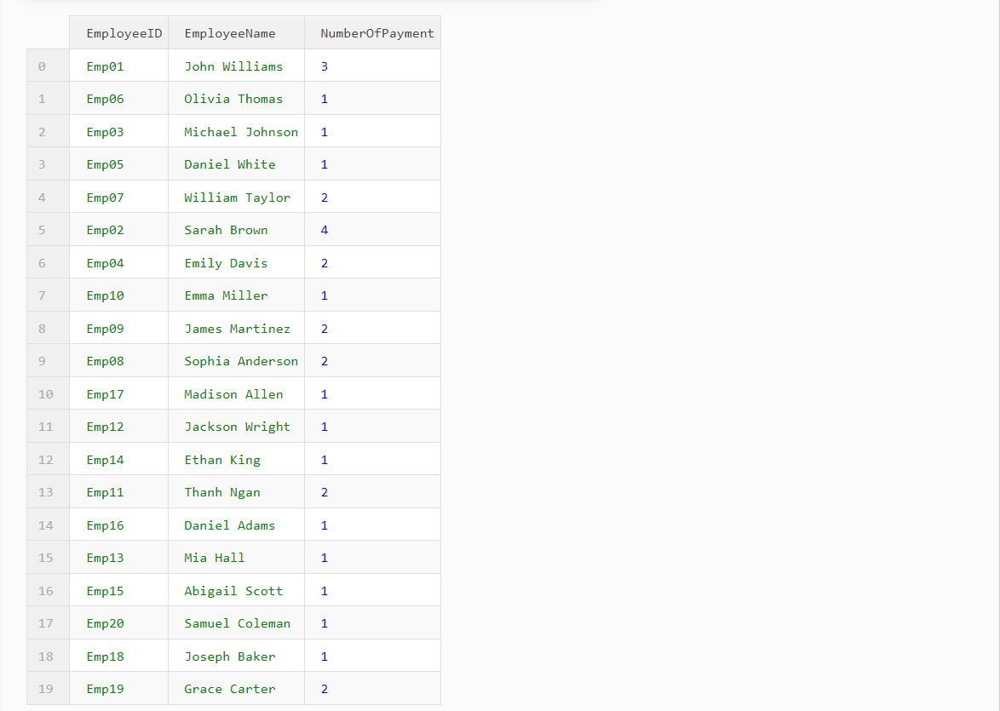 EmployeeID EmployeeName NumberOfPayment
0 Emp01 John Williams 3
1 Emp06 Olivia Thomas 1
2 Emp03 Michael Johnson 1
3 Emp05 Daniel White 1
4 Emp07 William Taylor 2
5 Emp02 Sarah Brown 4
6 Emp04 Emily Davis 2
7 Emp10 Emma Miller 1
8 Emp09 James Martinez 2
9 Emp08 Sophia Anderson 2
10 Emp17 Madison Allen 1
11 Emp12 Jackson Wright 1
12 Emp14 Ethan King 1
13 Emp11 Thanh Ngan 2
14 Emp16 Daniel Adams 1
15 Emp13 Mia Hall 1
16 Emp15 Abigail Scott 1
17 Emp20 Samuel Coleman 1
18 Emp18 Joseph Baker 1
19 Emp19 Grace Carter 2